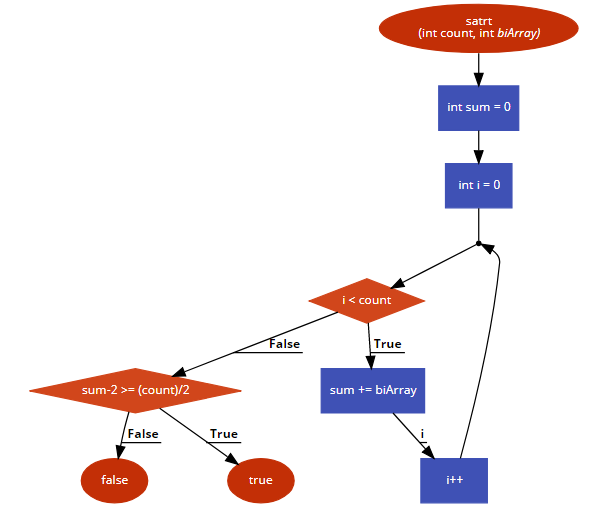 satrt
(int count, int biArray)
int sum = 0
int i = 0
i < count
False
True
sum-2 >= (count)/2
sum += biArray
False
True
i
false
true
i++